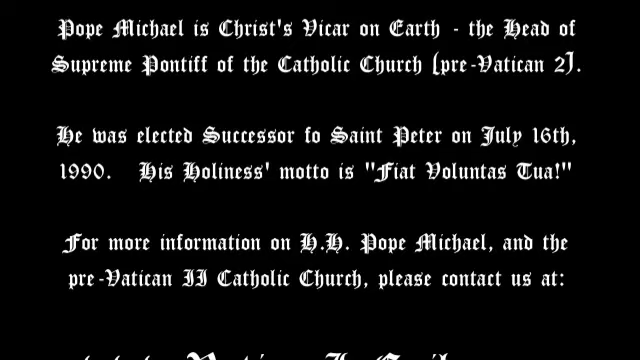 Pope Michael is Christ's Vicar on Earth - the Head of
Supreme Pontiff of the Catholic Church (pre-Vatican 2).
He was elected Successor fo Saint Peter on July 16th,
1990. His Holiness' motto is "Fiat Voluntas Tua!"
For more information on H.H. Pope Michael, and the
pre-Vatican II Catholic Church, please contact us at: